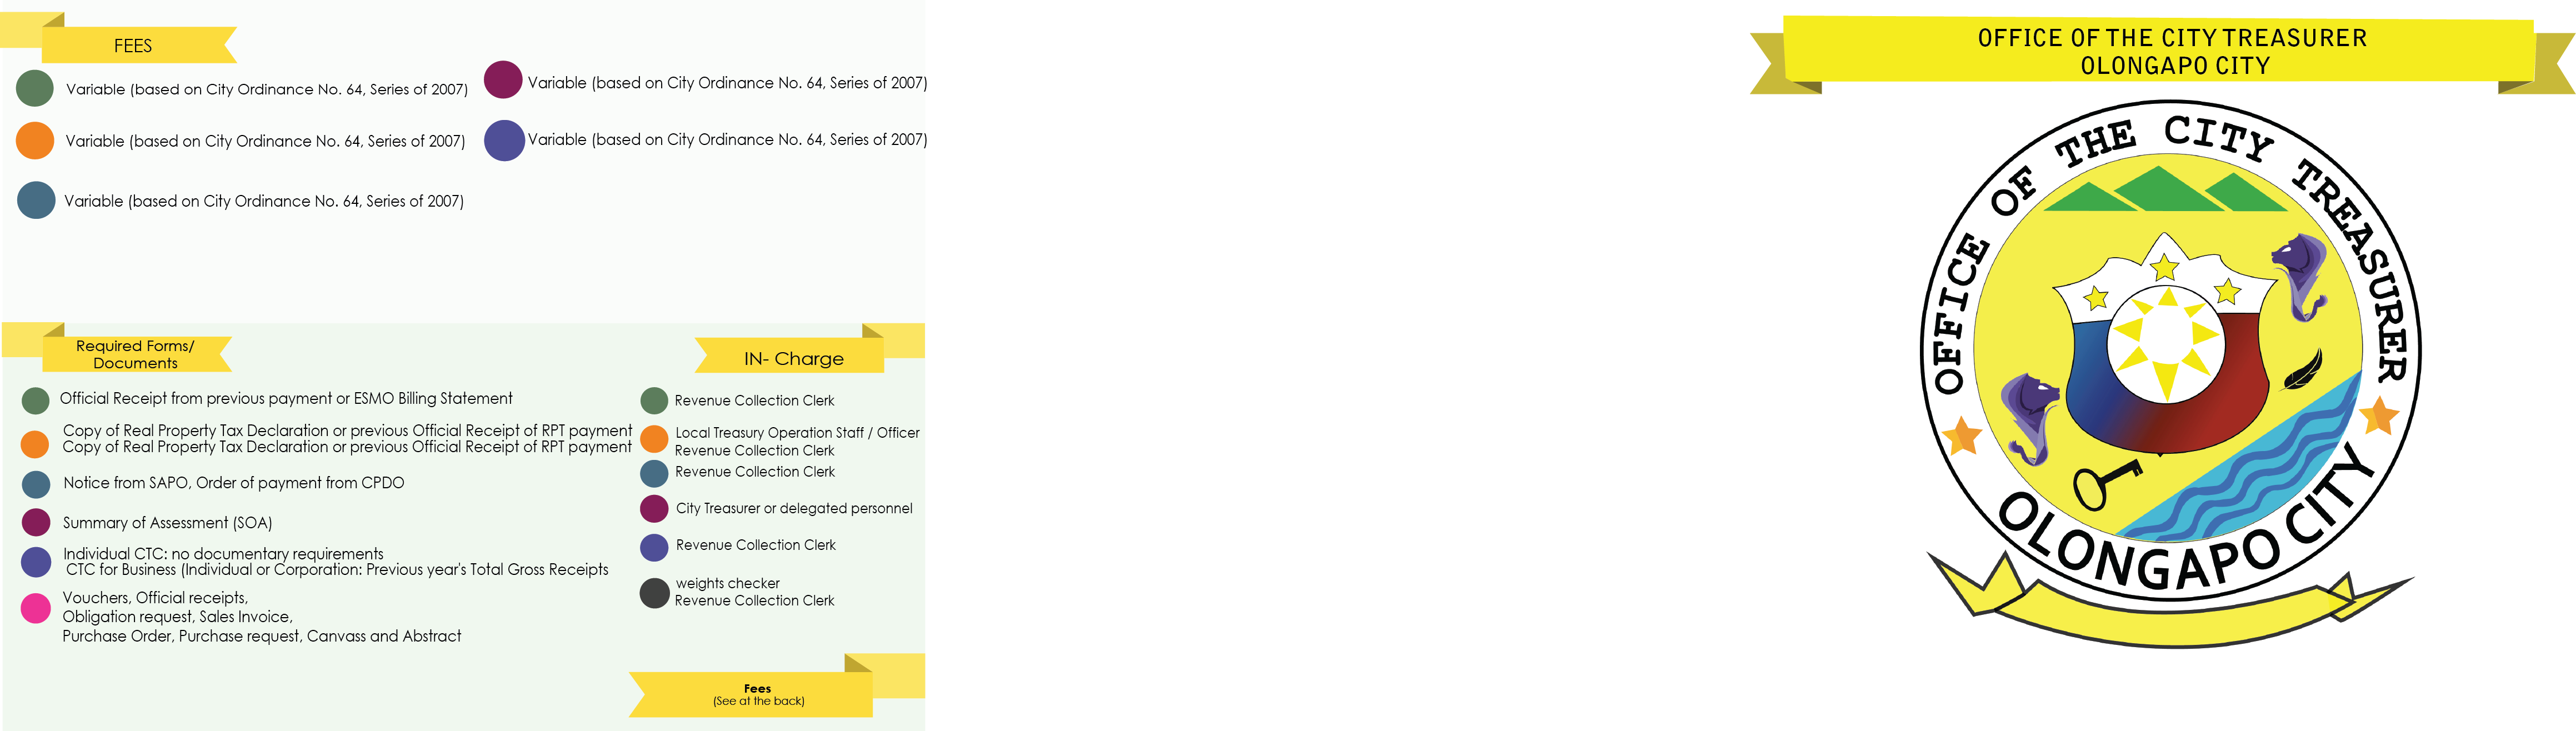 FEES
Variable (based on City Ordinance No. 64, Series of 2007)
Variable (based on City Ordinance No. 64, Series of 2007)
Variable (based on City Ordinance No. 64, Series of 2007)
Variable (based on City Ordinance No. 64, Series of 2007)
Variable (based on City Ordinance No. 64, Series of 2007)
Required Forms/
Documents
Official Receipt from previous payment or ESMO Billing Statement
Copy of Real Property Tax Declaration or previous Official Receipt of RPT payment
Copy of Real Property Tax Declaration or previous Official Receipt of RPT payment
Notice from SAPO, Order of payment from CPDO
Summary of Assessment (SOA)
Individual CTC: no documentary requirements
CTC for Business (Individual or Corporation: Previous year's Total Gross Receipts
Vouchers, Official receipts,
Obligation request, Sales Invoice,
Purchase Order, Purchase request, Canvass and Abstract
IN- Charge
Revenue Collection Clerk
Local Treasury Operation Staff / Officer
Revenue Collection Clerk
Revenue Collection Clerk
City Treasurer or delegated personnel
Revenue Collection Clerk
weights checker
Revenue Collection Clerk
Fees
(See at the back)
OFFICE OF THE CITY TREASURER
OLONGAPO CITY
OFFICE OF THE CITY TREASURER
OLONGAPO CITY